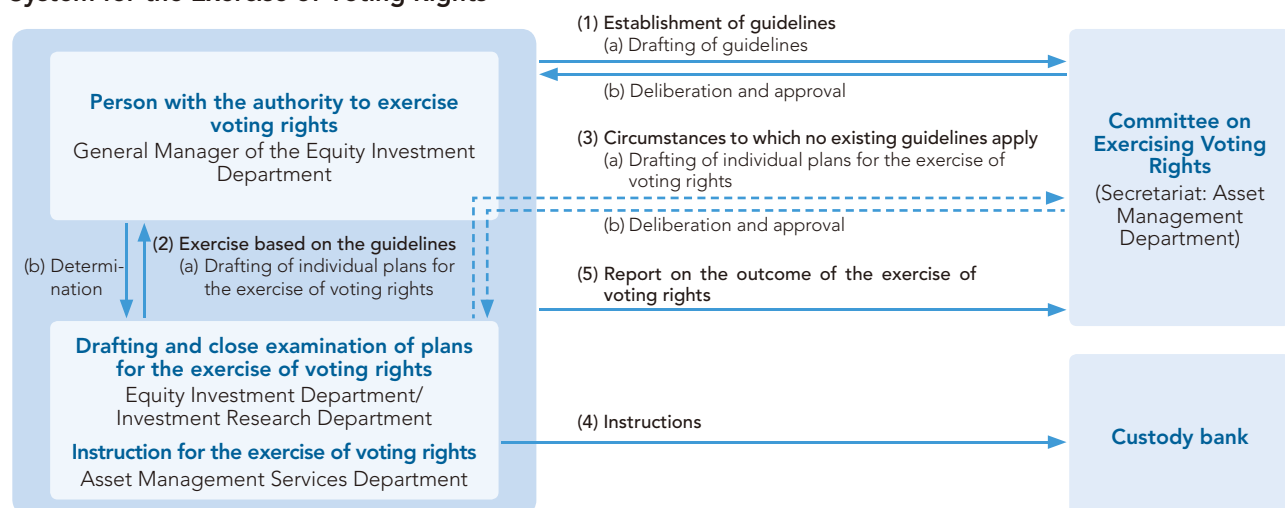 System for the Exercise of Voting Rights
(1) Establishment of guidelines
(a) Drafting of guidelines
(b) Deliberation and approval
Person with the authority to exercise
voting rights
General Manager of the Equity Investment
Department
(3) Circumstances to which no existing guidelines apply
(a) Drafting of individual plans for the exercise of
voting rights
(b) Deliberation and approval
Committee on
Exercising Voting
Rights
(Secretariat: Asset
Management
Department)
(b) Determi-
nation
(2) Exercise based on the guidelines
(a) Drafting of individual plans for
the exercise of voting rights
(5) Report on the outcome of the exercise of
voting rights
Drafting and close examination of plans
for the exercise of voting rights
Equity Investment Department/
Investment Research Department
Instruction for the exercise of voting rights
Asset Management Services Department
(4) Instructions
Custody bank